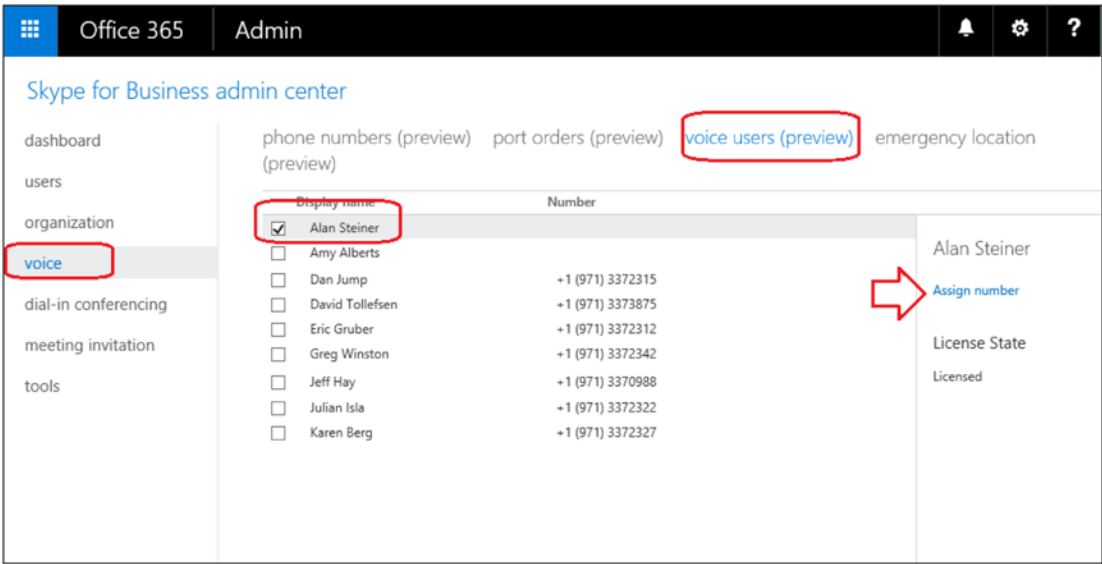 Office 365 Admin ?
Skype for Business admin center
dashboard
users
organization
voice
dial-in conferencing
meeting invitation
tools
phone numbers (preview) port orders (preview) voice users (preview) emergency location
(preview)
Display name Number
Alan Steiner
Amy Alberts
Dan Jump +1 (971) 3372315
David Tollefsen +1 (971) 3373875
Eric Gruber +1 (971) 3372312
Greg Winston +1 (971) 3372342
Jeff Hay +1 (971) 3370988
Julian Isla +1 (971) 3372322
Karen Berg +1 (971) 3372327
Alan Steiner
Assign number
License State
Licensed